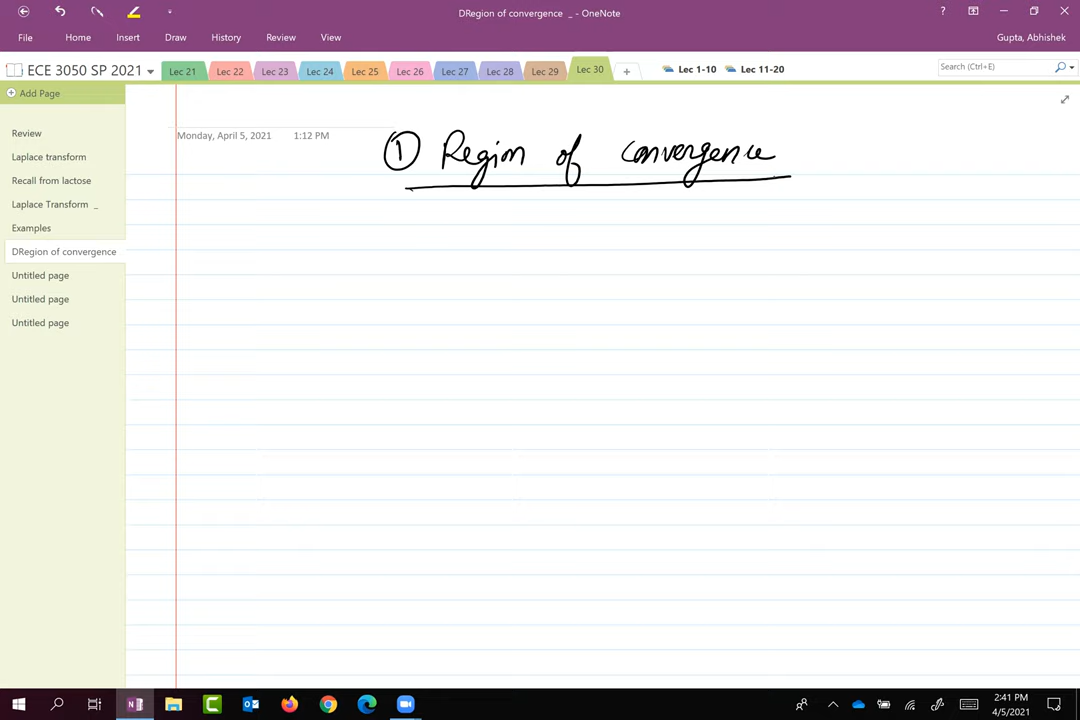 DRegion of convergence _ - OneNote
File Home Insert Draw History Review View
Gupta, Abhishek
ECE 3050 SP 2021
Lec 21 Lec 22 Lec 23 Lec 24 Lec 25 Lec 26 Lec 27 Lec 28 Lec 29 Lec 30 + Lec 1-10 Lec 11-20
Search (Ctrl+E)
+ Add Page
Review
Laplace transform
Recall from lactose
Laplace Transform _
Examples
DRegion of convergence
Untitled page
Untitled page
Untitled page
Monday, April 5, 2021 1:12 PM
① Region of convergence
2:41 PM
4/5/2021